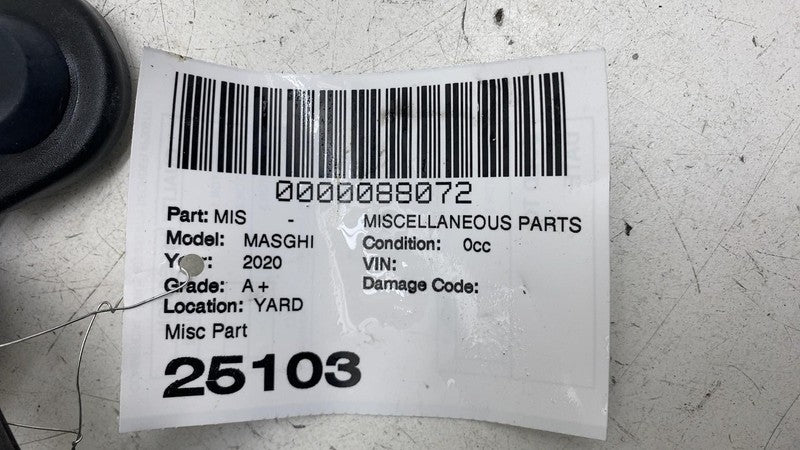 0000088072
Part: MIS - MISCELLANEOUS PARTS
Model: MASGHI Condition: 0cc
Year: 2020 VIN:
Grade: A+ Damage Code:
Location: YARD
Misc Part
25103